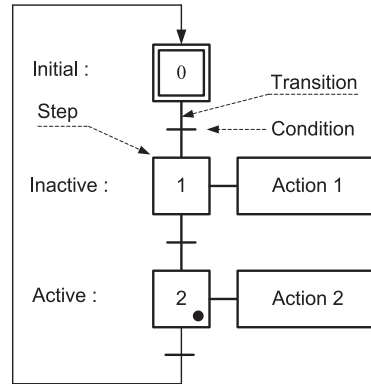 Initial :
0
Transition
Step
Condition
Inactive :
1
Action 1
Active :
2
Action 2